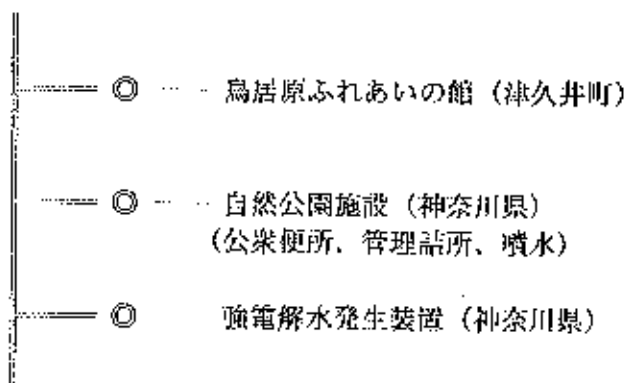 ◎ 鳥居原ふれあいの館（津久井町）
◎ 自然公園施設（神奈川県）
（公衆便所、管理詰所、噴水）
◎ 強電解水発生装置（神奈川県）